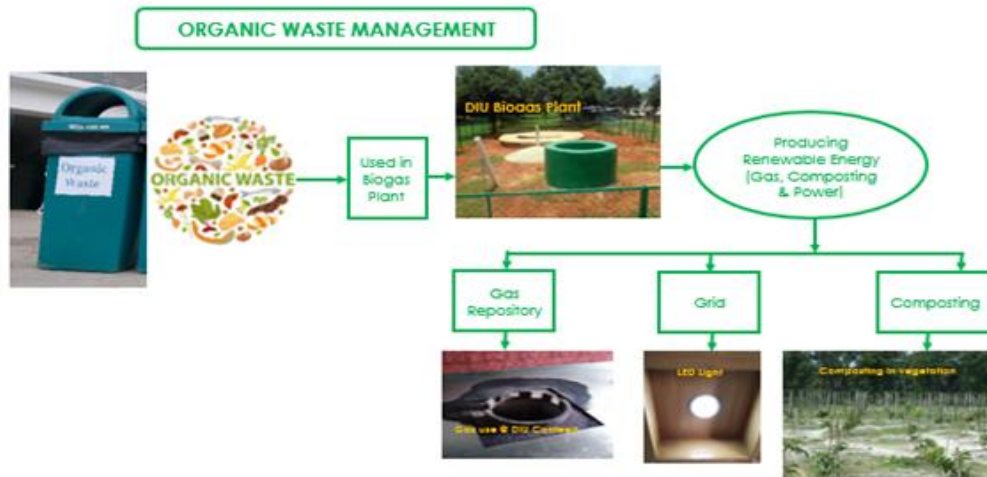 ORGANIC WASTE MANAGEMENT
Organic
Waste
ORGANIC WASTE
Used in
Biogas
Plant
DIU Biogas Plant
Producing
Renewable Energy
(Gas, Composting
& Power)
Gas
Repository
Grid
Composting
Gas use @ DIU Canteen
LED Light
Composting in vegetation